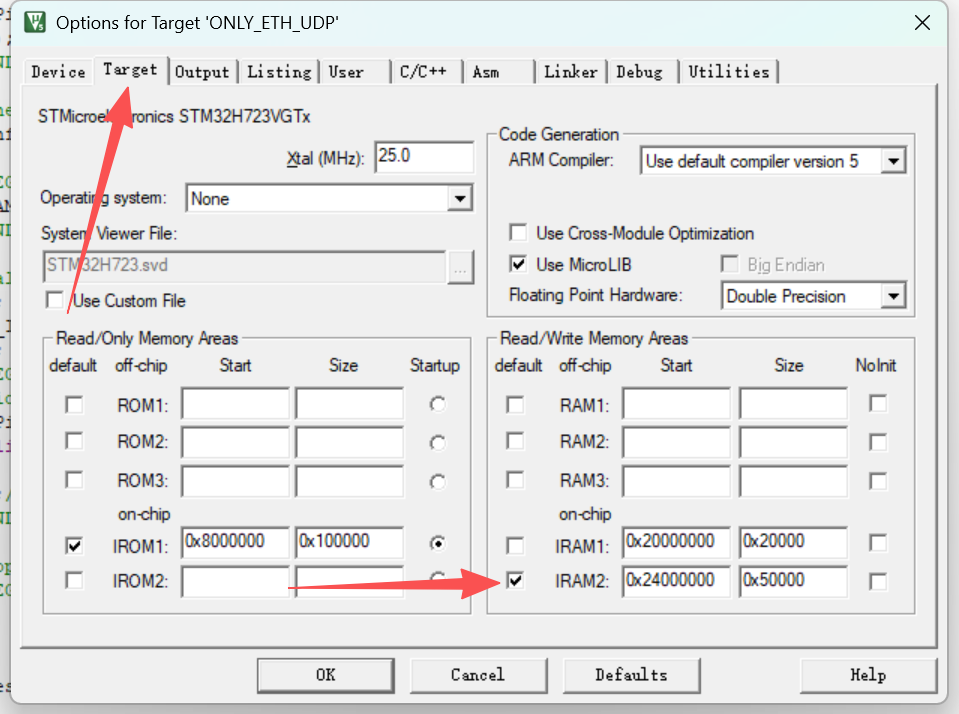 Options for Target 'ONLY_ETH_UDP'
Device Target Output Listing User C/C++ Asm Linker Debug Utilities
STMicroelectronics STM32H723VGTx
Xtal (MHz): 25.0
Operating system: None
System Viewer File:
STM32H723.svd ...
Use Custom File
Code Generation
ARM Compiler: Use default compiler version 5
Use Cross-Module Optimization
Use MicroLIB Big Endian
Floating Point Hardware: Double Precision
Read/Only Memory Areas
default off-chip Start Size Startup
ROM1:
ROM2:
ROM3:
on-chip
IROM1: 0x8000000 0x100000
IROM2:
Read/Write Memory Areas
default off-chip Start Size NoInit
RAM1:
RAM2:
RAM3:
on-chip
IRAM1: 0x20000000 0x20000
IRAM2: 0x24000000 0x50000
OK Cancel Defaults Help